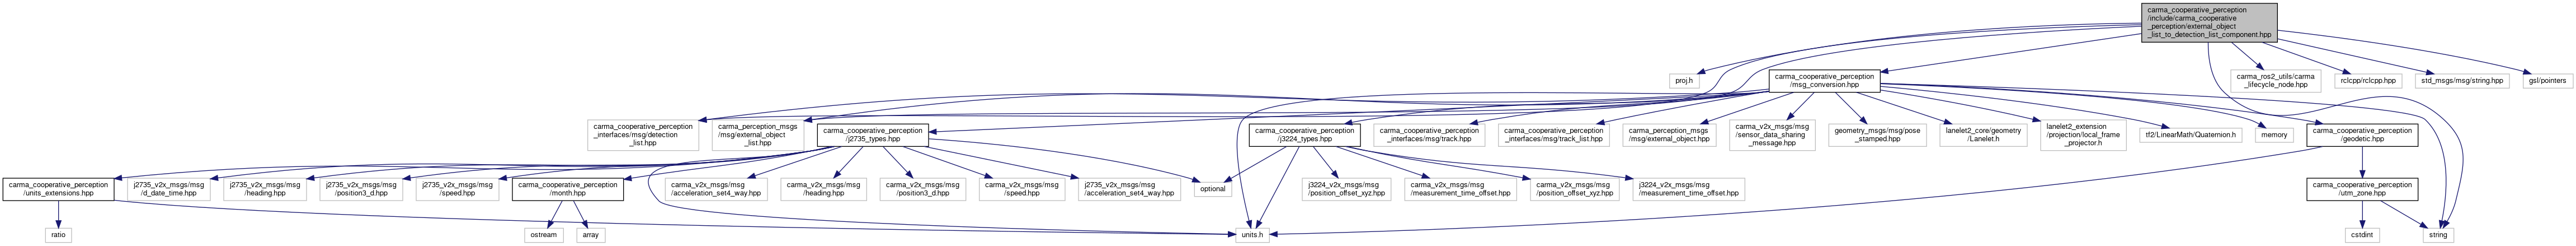 carma_cooperative_perception
/include/carma_cooperative
_perception/external_object
_list_to_detection_list_component.hpp
proj.h
carma_cooperative_perception
/msg_conversion.hpp
carma_ros2_utils/carma
_lifecycle_node.hpp
rclcpp/rclcpp.hpp
std_msgs/msg/string.hpp
gsl/pointers
carma_cooperative_perception
_interfaces/msg/detection
_list.hpp
carma_perception_msgs
/msg/external_object
_list.hpp
carma_cooperative_perception
/j2735_types.hpp
carma_cooperative_perception
/j3224_types.hpp
carma_cooperative_perception
_interfaces/msg/track.hpp
carma_cooperative_perception
_interfaces/msg/track_list.hpp
carma_perception_msgs
/msg/external_object.hpp
carma_v2x_msgs/msg
/sensor_data_sharing
_message.hpp
geometry_msgs/msg/pose
_stamped.hpp
lanelet2_core/geometry
/Lanelet.h
lanelet2_extension
/projection/local_frame
_projector.h
tf2/LinearMath/Quaternion.h
memory
carma_cooperative_perception
/geodetic.hpp
carma_cooperative_perception
/units_extensions.hpp
j2735_v2x_msgs/msg
/d_date_time.hpp
j2735_v2x_msgs/msg
/heading.hpp
j2735_v2x_msgs/msg
/position3_d.hpp
j2735_v2x_msgs/msg
/speed.hpp
carma_cooperative_perception
/month.hpp
carma_v2x_msgs/msg
/acceleration_set4_way.hpp
carma_v2x_msgs/msg
/heading.hpp
carma_v2x_msgs/msg
/position3_d.hpp
carma_v2x_msgs/msg
/speed.hpp
j2735_v2x_msgs/msg
/acceleration_set4_way.hpp
optional
j3224_v2x_msgs/msg
/position_offset_xyz.hpp
carma_v2x_msgs/msg
/measurement_time_offset.hpp
carma_v2x_msgs/msg
/position_offset_xyz.hpp
j3224_v2x_msgs/msg
/measurement_time_offset.hpp
carma_cooperative_perception
/utm_zone.hpp
ratio
ostream
array
units.h
cstdint
string